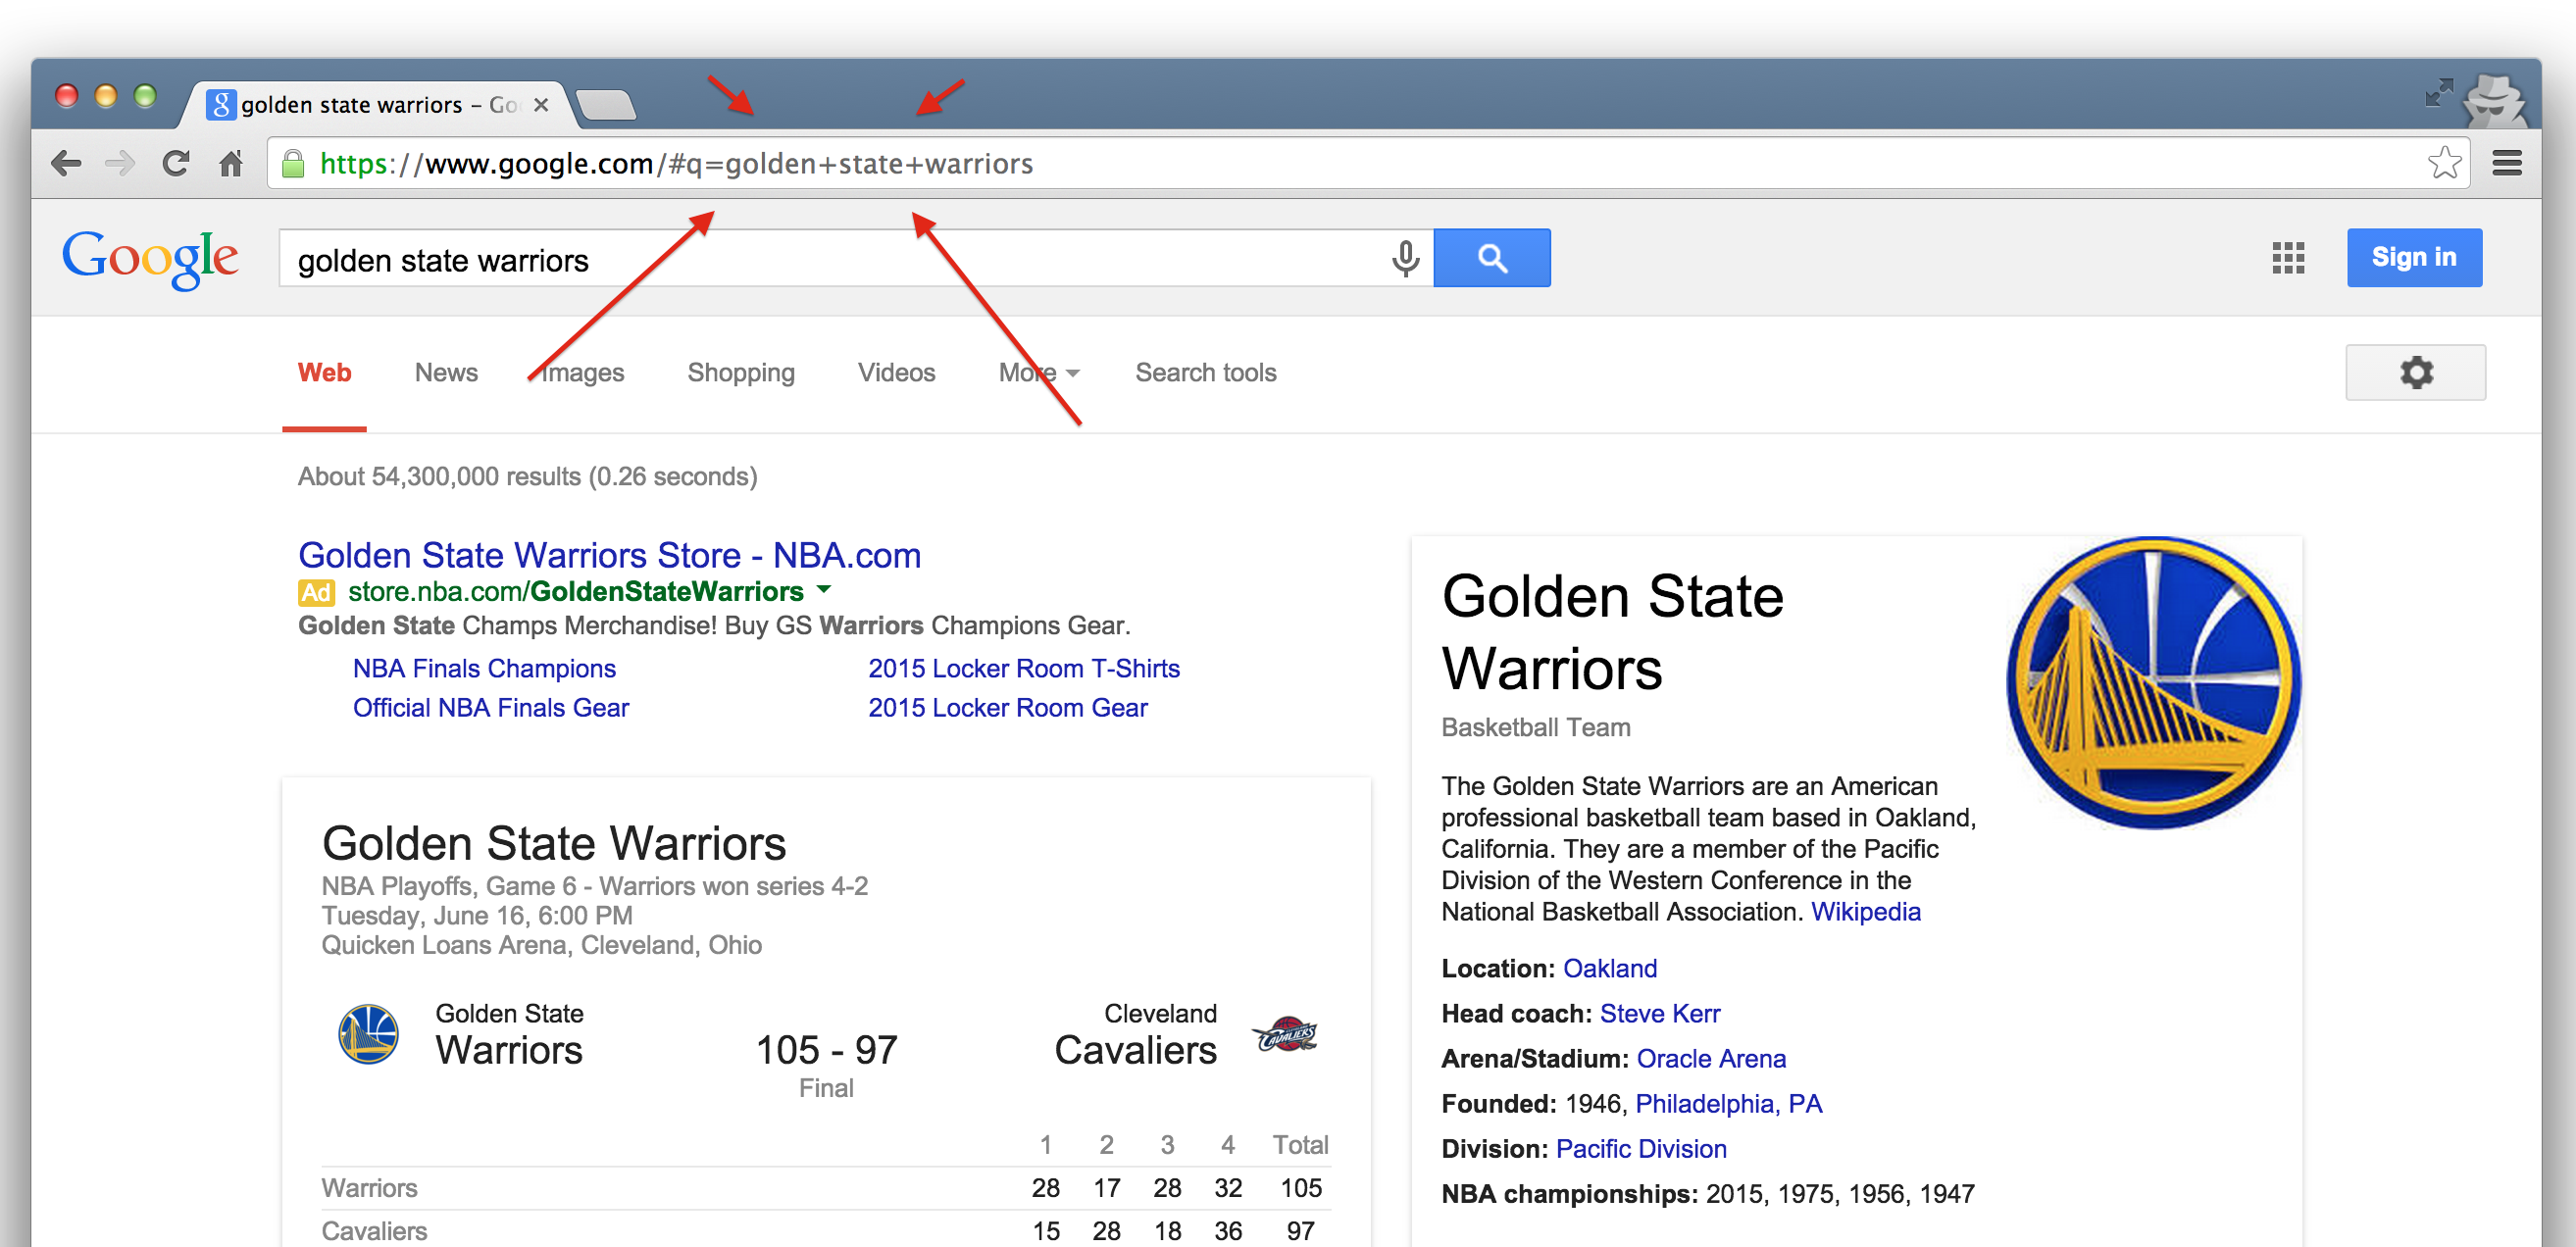 golden state warriors – Go
https://www.google.com/#q=golden+state+warriors
Google
golden state warriors
Sign in
Web News Images Shopping Videos More Search tools
About 54,300,000 results (0.26 seconds)
Golden State Warriors Store - NBA.com
Ad store.nba.com/GoldenStateWarriors
Golden State Champs Merchandise! Buy GS Warriors Champions Gear.
NBA Finals Champions 2015 Locker Room T-Shirts
Official NBA Finals Gear 2015 Locker Room Gear
Golden State Warriors
NBA Playoffs, Game 6 - Warriors won series 4-2
Tuesday, June 16, 6:00 PM
Quicken Loans Arena, Cleveland, Ohio
Golden State
Warriors
105 - 97
Final
Cleveland
Cavaliers
CAVALIERS
1 2 3 4 Total
Warriors 28 17 28 32 105
Cavaliers 15 28 18 36 97
Golden State
Warriors
Basketball Team
The Golden State Warriors are an American
professional basketball team based in Oakland,
California. They are a member of the Pacific
Division of the Western Conference in the
National Basketball Association. Wikipedia
Location: Oakland
Head coach: Steve Kerr
Arena/Stadium: Oracle Arena
Founded: 1946, Philadelphia, PA
Division: Pacific Division
NBA championships: 2015, 1975, 1956, 1947